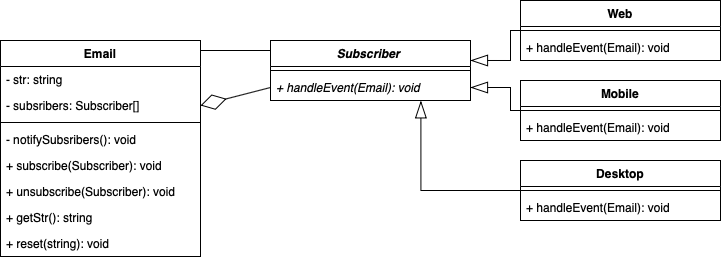 Email
- str: string
- subsribers: Subscriber[]
- notifySubsribers(): void
+ subscribe(Subscriber): void
+ unsubscribe(Subscriber): void
+ getStr(): string
+ reset(string): void
Subscriber
+ handleEvent(Email): void
Web
+ handleEvent(Email): void
Mobile
+ handleEvent(Email): void
Desktop
+ handleEvent(Email): void